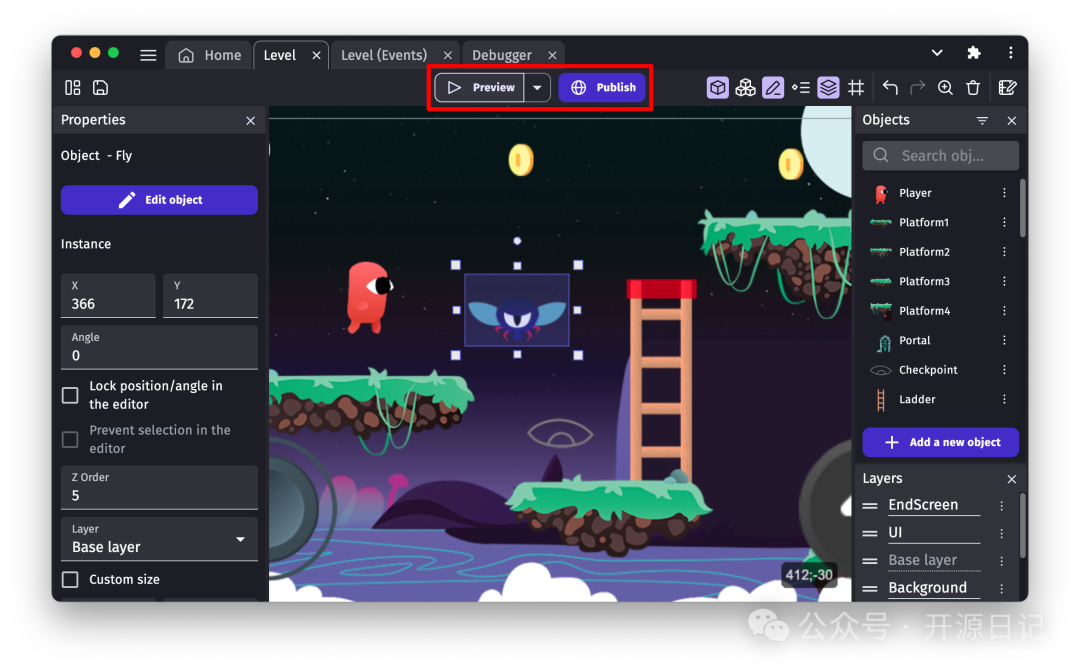 Home
Level
Level (Events)
Debugger
Preview
Publish
Properties
Object - Fly
Edit object
Instance
X
366
Y
172
Angle
0
Lock position/angle in
the editor
Prevent selection in the
editor
Z Order
5
Layer
Base layer
Custom size
412;-30
Objects
Search obj...
Player
Platform1
Platform2
Platform3
Platform4
Portal
Checkpoint
Ladder
Add a new object
Layers
EndScreen
UI
Base layer
Background
公众号 · 开源日记